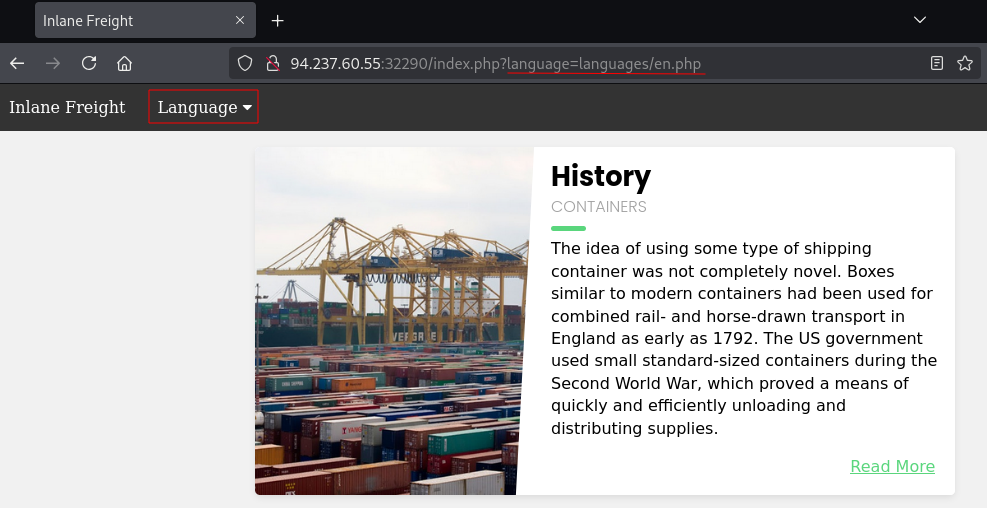 Inlane Freight
94.237.60.55:32290/index.php?language=languages/en.php
Inlane Freight
Language
History
CONTAINERS
The idea of using some type of shipping
container was not completely novel. Boxes
similar to modern containers had been used for
combined rail- and horse-drawn transport in
England as early as 1792. The US government
used small standard-sized containers during the
Second World War, which proved a means of
quickly and efficiently unloading and
distributing supplies.
Read More